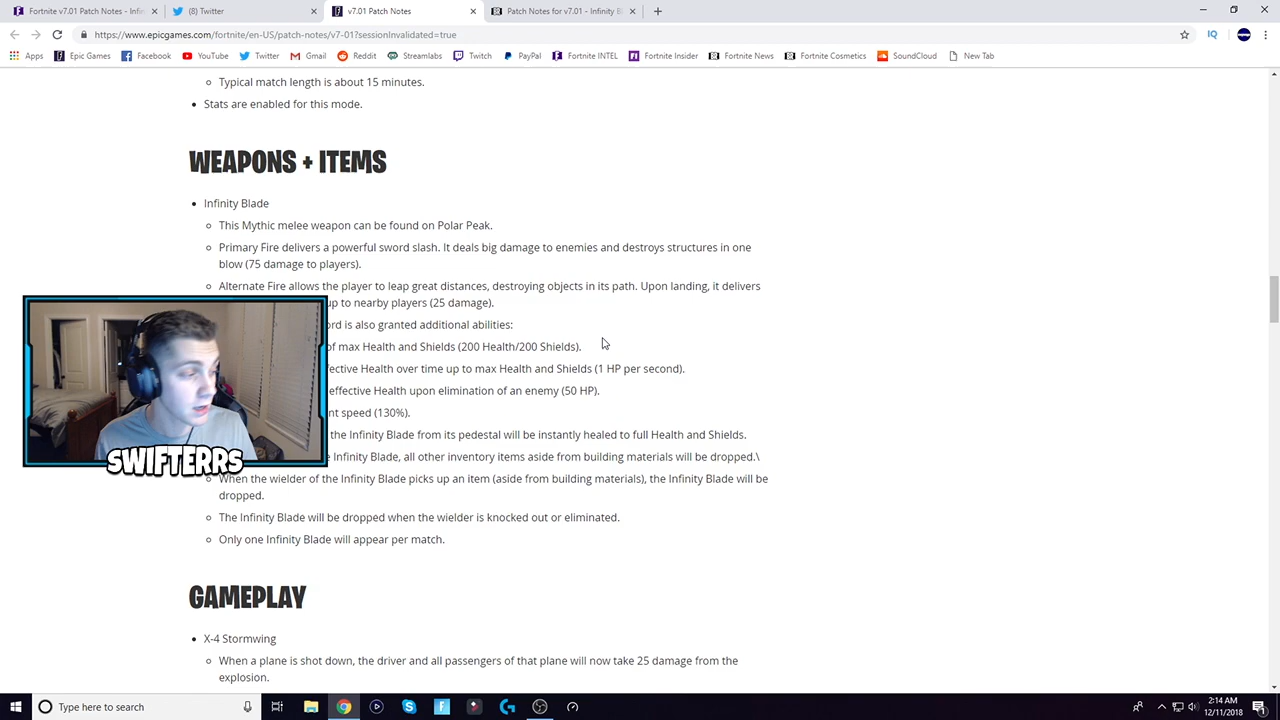 Fortnite v7.01 Patch Notes - Infin
(8) Twitter
v7.01 Patch Notes
Patch Notes for v7.01 - Infinity B
https://www.epicgames.com/fortnite/en-US/patch-notes/v7-01?sessionInvalidated=true
Apps Epic Games Facebook YouTube Twitter Gmail Reddit Streamlabs Twitch PayPal Fortnite INTEL Fortnite Insider Fortnite News Fortnite Cosmetics SoundCloud New Tab
Typical match length is about 15 minutes.
Stats are enabled for this mode.
WEAPONS + ITEMS
Infinity Blade
This Mythic melee weapon can be found on Polar Peak.
Primary Fire delivers a powerful sword slash. It deals big damage to enemies and destroys structures in one
blow (75 damage to players).
Alternate Fire allows the player to leap great distances, destroying objects in its path. Upon landing, it delivers
up to nearby players (25 damage).
ord is also granted additional abilities:
of max Health and Shields (200 Health/200 Shields).
fective Health over time up to max Health and Shields (1 HP per second).
effective Health upon elimination of an enemy (50 HP).
nt speed (130%).
the Infinity Blade from its pedestal will be instantly healed to full Health and Shields.
e Infinity Blade, all other inventory items aside from building materials will be dropped.\
When the wielder of the Infinity Blade picks up an item (aside from building materials), the Infinity Blade will be
dropped.
The Infinity Blade will be dropped when the wielder is knocked out or eliminated.
Only one Infinity Blade will appear per match.
SWIFTERRS
GAMEPLAY
X-4 Stormwing
When a plane is shot down, the driver and all passengers of that plane will now take 25 damage from the
explosion.
Type here to search
2:14 AM
12/11/2018